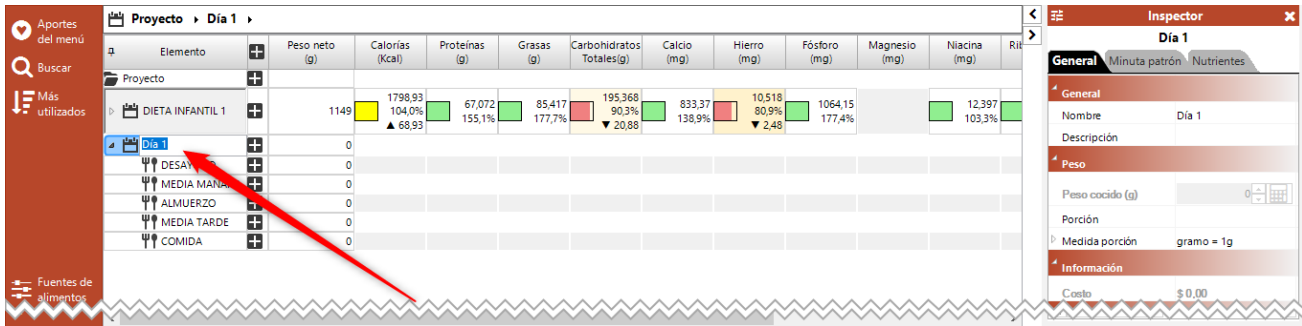 Aportes
del menú
Buscar
Más
utilizados
Fuentes de
alimentos
Proyecto › Día 1 ›
Elemento
Peso neto
(g)
Calorías
(Kcal)
Proteínas
(g)
Grasas
(g)
Carbohidratos
Totales(g)
Calcio
(mg)
Hierro
(mg)
Fósforo
(mg)
Magnesio
(mg)
Niacina
(mg)
Proyecto
DIETA INFANTIL 1
1149
1798,93
104,0%
▲ 68,93
67,072
155,1%
85,417
177,7%
195,368
90,3%
▼ 20,88
833,37
138,9%
10,518
80,9%
▼ 2,48
1064,15
177,4%
12,397
103,3%
Día 1
0
0
MEDIA MAÑA
0
ALMUERZO
0
MEDIA TARDE
0
COMIDA
0
Inspector
Día 1
General Minuta patrón Nutrientes
General
Nombre Día 1
Descripción
Peso
Peso cocido (g) 0
Porción
Medida porción gramo = 1g
Información
Costo $ 0,00